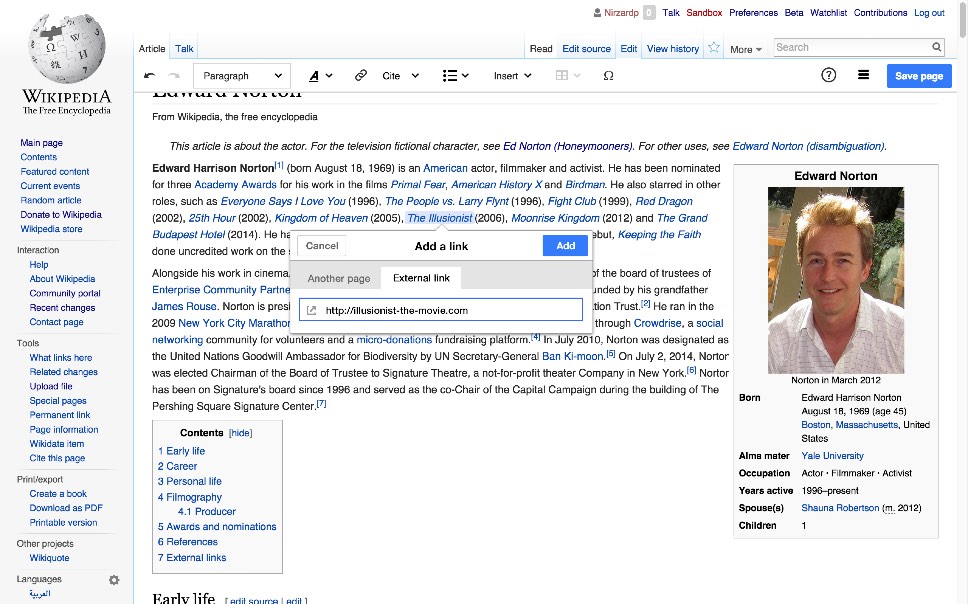 Nirzardp 0 Talk Sandbox Preferences Beta Watchlist Contributions Log out
WIKIPEDIA
The Free Encyclopedia
Article Talk Read Edit source Edit View history More Search
Paragraph A Cite Insert Ω Save page
Edward Norton
From Wikipedia, the free encyclopedia
This article is about the actor. For the television fictional character, see Ed Norton (Honeymooners). For other uses, see Edward Norton (disambiguation).
Edward Harrison Norton[1] (born August 18, 1969) is an American actor, filmmaker and activist. He has been nominated
for three Academy Awards for his work in the films Primal Fear, American History X and Birdman. He also starred in other
roles, such as Everyone Says I Love You (1996), The People vs. Larry Flynt (1996), Fight Club (1999), Red Dragon
(2002), 25th Hour (2002), Kingdom of Heaven (2005), The Illusionist (2006), Moonrise Kingdom (2012) and The Grand
Budapest Hotel (2014). He ha ebut, Keeping the Faith
done uncredited work on the s
Cancel Add a link Add
Another page External link
http://illusionist-the-movie.com
Alongside his work in cinema, of the board of trustees of
Enterprise Community Partne unded by his grandfather
James Rouse. Norton is presi tion Trust.[2] He ran in the
2009 New York City Marathon through Crowdrise, a social
networking community for volunteers and a micro-donations fundraising platform.[4] In July 2010, Norton was designated as
the United Nations Goodwill Ambassador for Biodiversity by UN Secretary-General Ban Ki-moon.[5] On July 2, 2014, Norton
was elected Chairman of the Board of Trustee to Signature Theatre, a not-for-profit theater Company in New York.[6] Norton
has been on Signature's board since 1996 and served as the co-Chair of the Capital Campaign during the building of The
Pershing Square Signature Center.[7]
Contents [hide]
1 Early life
2 Career
3 Personal life
4 Filmography
4.1 Producer
5 Awards and nominations
6 References
7 External links
Early life [ edit source | edit ]
Edward Norton
Norton in March 2012
Born Edward Harrison Norton
August 18, 1969 (age 45)
Boston, Massachusetts, United
States
Alma mater Yale University
Occupation Actor · Filmmaker · Activist
Years active 1996–present
Spouse(s) Shauna Robertson (m. 2012)
Children 1
Main page
Contents
Featured content
Current events
Random article
Donate to Wikipedia
Wikipedia store
Interaction
Help
About Wikipedia
Community portal
Recent changes
Contact page
Tools
What links here
Related changes
Upload file
Special pages
Permanent link
Page information
Wikidata item
Cite this page
Print/export
Create a book
Download as PDF
Printable version
Other projects
Wikiquote
Languages
العربية